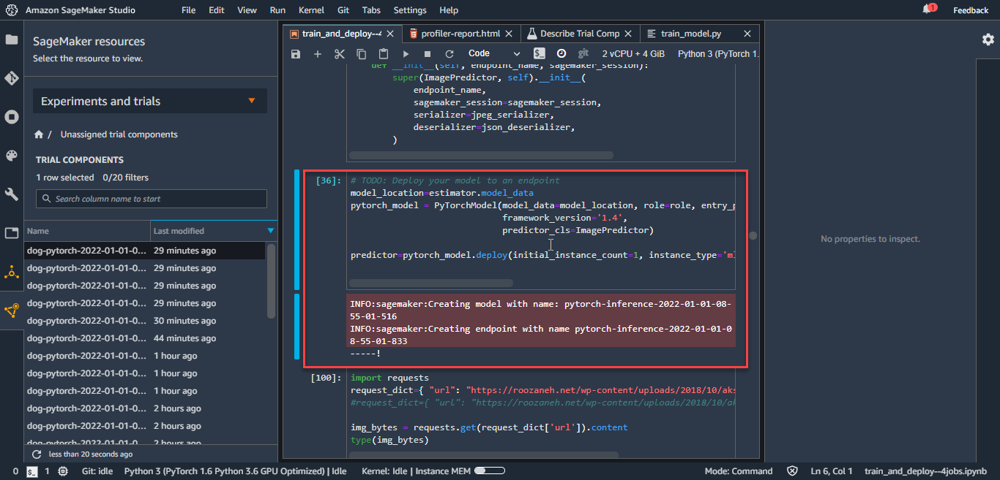 Amazon SageMaker Studio
File Edit View Run Kernel Git Tabs Settings Help
1
Feedback
SageMaker resources
Select the resource to view.
Experiments and trials
/ Unassigned trial components
TRIAL COMPONENTS
1 row selected 0/20 filters
Search column name to start
Name Last modified
dog-pytorch-2022-01-01-0... 29 minutes ago
dog-pytorch-2022-01-01-0... 29 minutes ago
dog-pytorch-2022-01-01-0... 29 minutes ago
dog-pytorch-2022-01-01-0... 29 minutes ago
dog-pytorch-2022-01-01-0... 30 minutes ago
dog-pytorch-2022-01-01-0... 44 minutes ago
dog-pytorch-2022-01-01-0... 1 hour ago
dog-pytorch-2022-01-01-0... 1 hour ago
dog-pytorch-2022-01-01-0... 1 hour ago
dog-pytorch-2022-01-01-0... 2 hours ago
dog-pytorch-2022-01-01-0... 2 hours ago
dog-pytorch-2022-01-01-0... 2 hours ago
less than 20 seconds ago
train_and_deploy--4 profiler-report.html Describe Trial Comp train_model.py
Code git 2 vCPU + 4 GiB Python 3 (PyTorch 1.
def __init__(self, endpoint_name, sagemaker_session):
super(ImagePredictor, self).__init__(
endpoint_name,
sagemaker_session=sagemaker_session,
serializer=jpeg_serializer,
deserializer=json_deserializer,
)
[36]: # TODO: Deploy your model to an endpoint
model_location=estimator.model_data
pytorch_model = PyTorchModel(model_data=model_location, role=role, entry_p
framework_version='1.4',
predictor_cls=ImagePredictor)
predictor=pytorch_model.deploy(initial_instance_count=1, instance_type='ml
INFO:sagemaker:Creating model with name: pytorch-inference-2022-01-01-08-
55-01-516
INFO:sagemaker:Creating endpoint with name pytorch-inference-2022-01-01-0
8-55-01-833
-----!
[100]: import requests
request_dict={ "url": "https://roozaneh.net/wp-content/uploads/2018/10/aks
#request_dict={ "url": "https://roozaneh.net/wp-content/uploads/2018/10/ak
img_bytes = requests.get(request_dict['url']).content
type(img_bytes)
No properties to inspect.
0 1 Git: idle Python 3 (PyTorch 1.6 Python 3.6 GPU Optimized) | Idle Kernel: Idle | Instance MEM Mode: Command Ln 6, Col 1 train_and_deploy--4jobs.ipynb